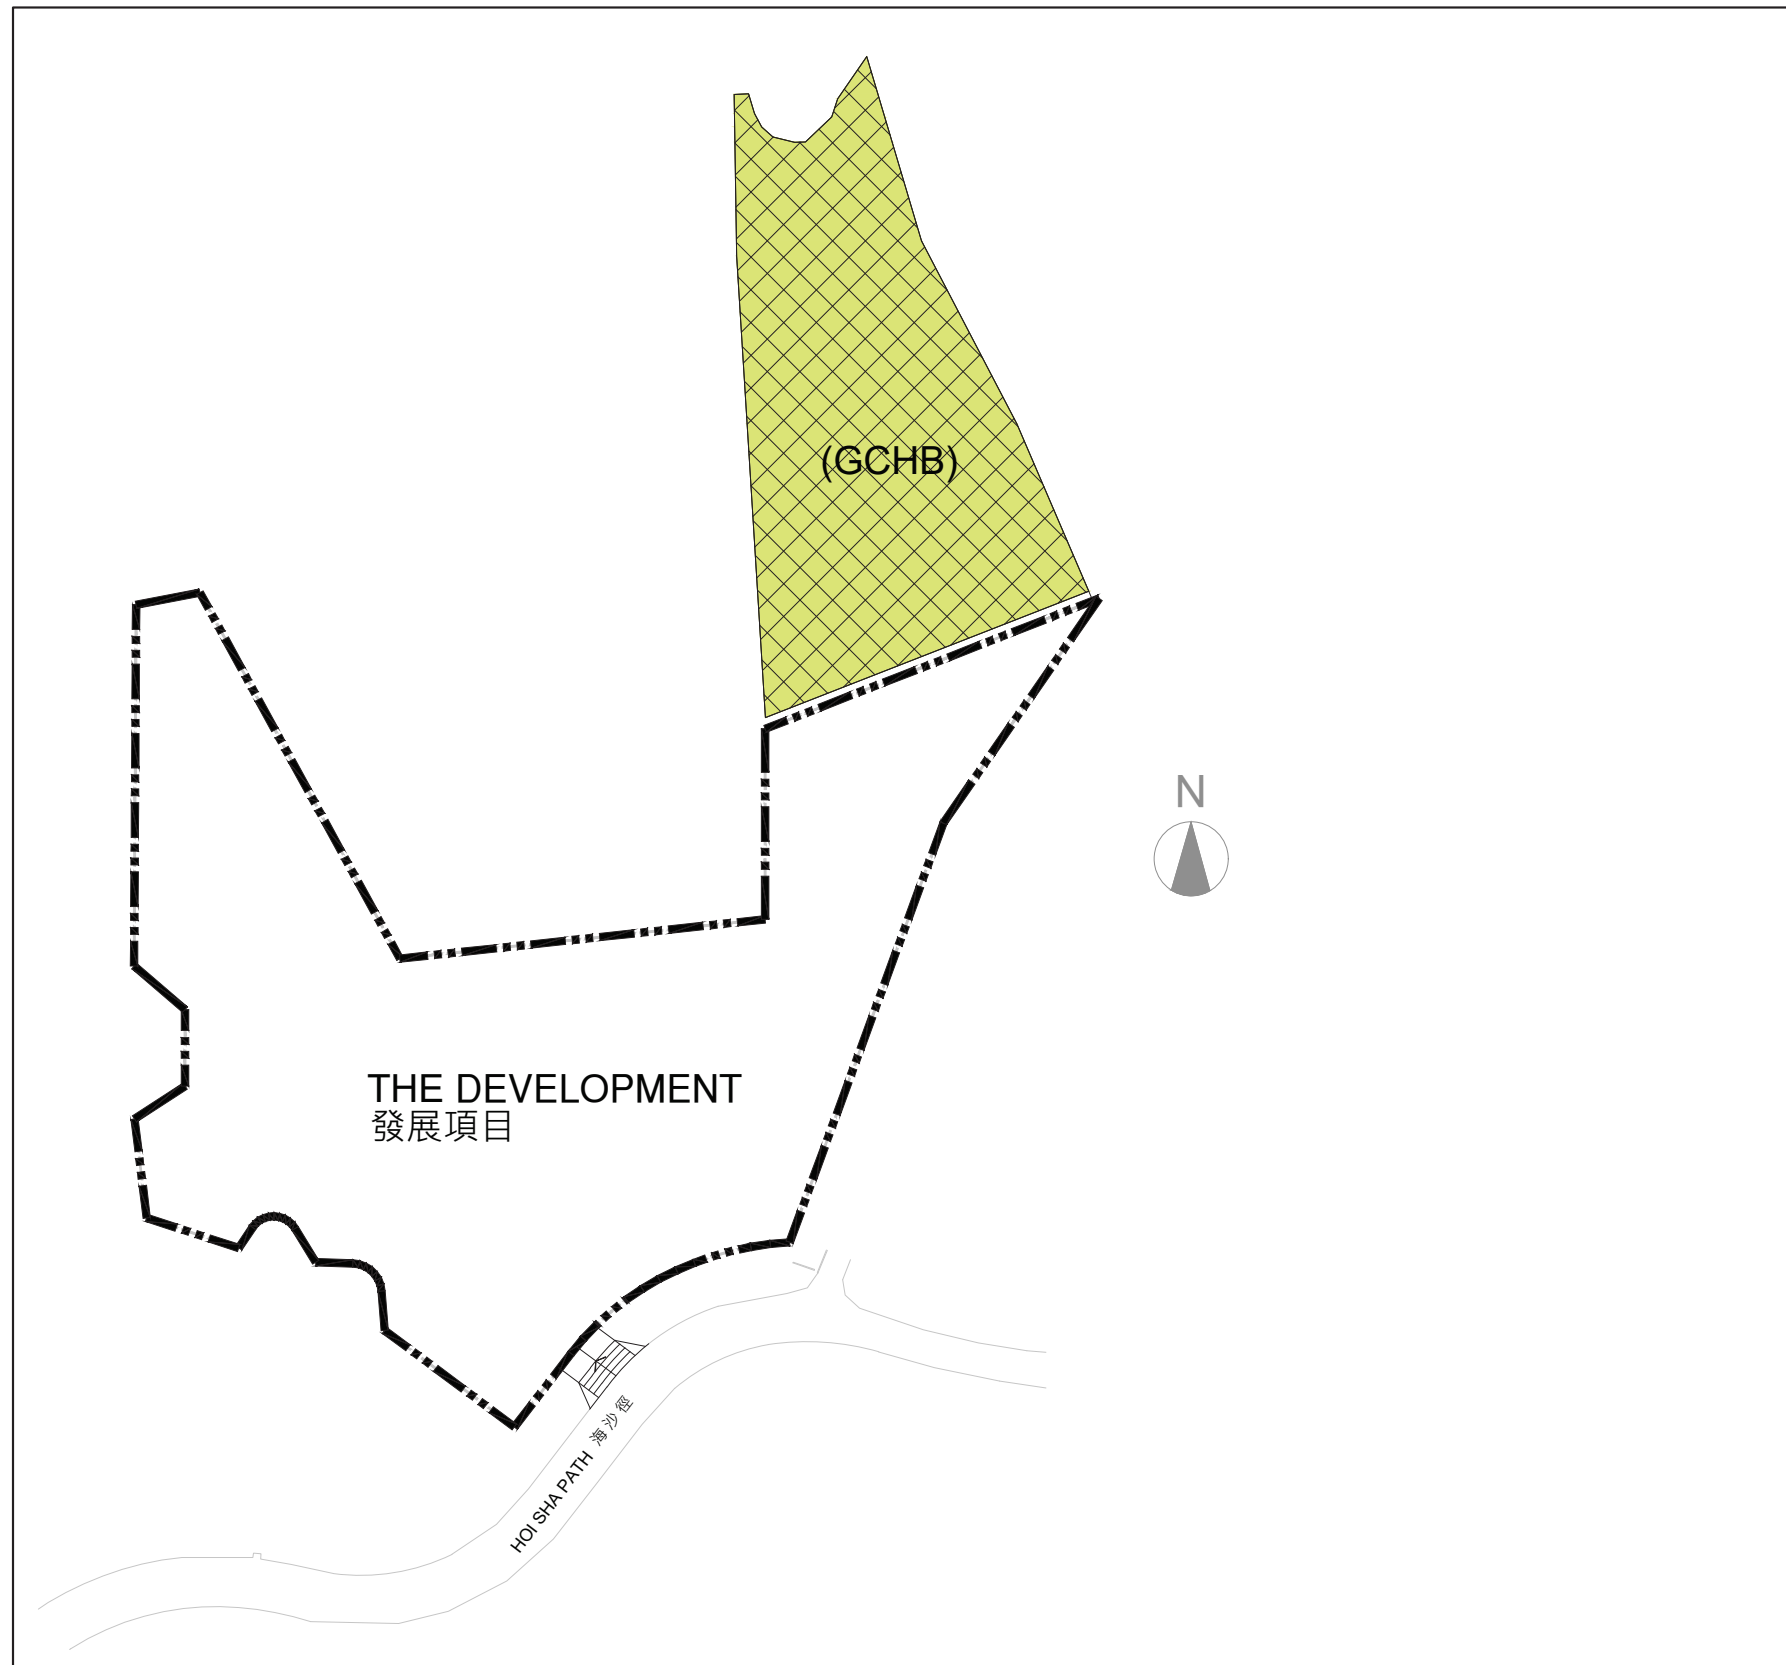 (GCHB)
N
THE DEVELOPMENT
發展項目
HOI SHA PATH 海沙徑